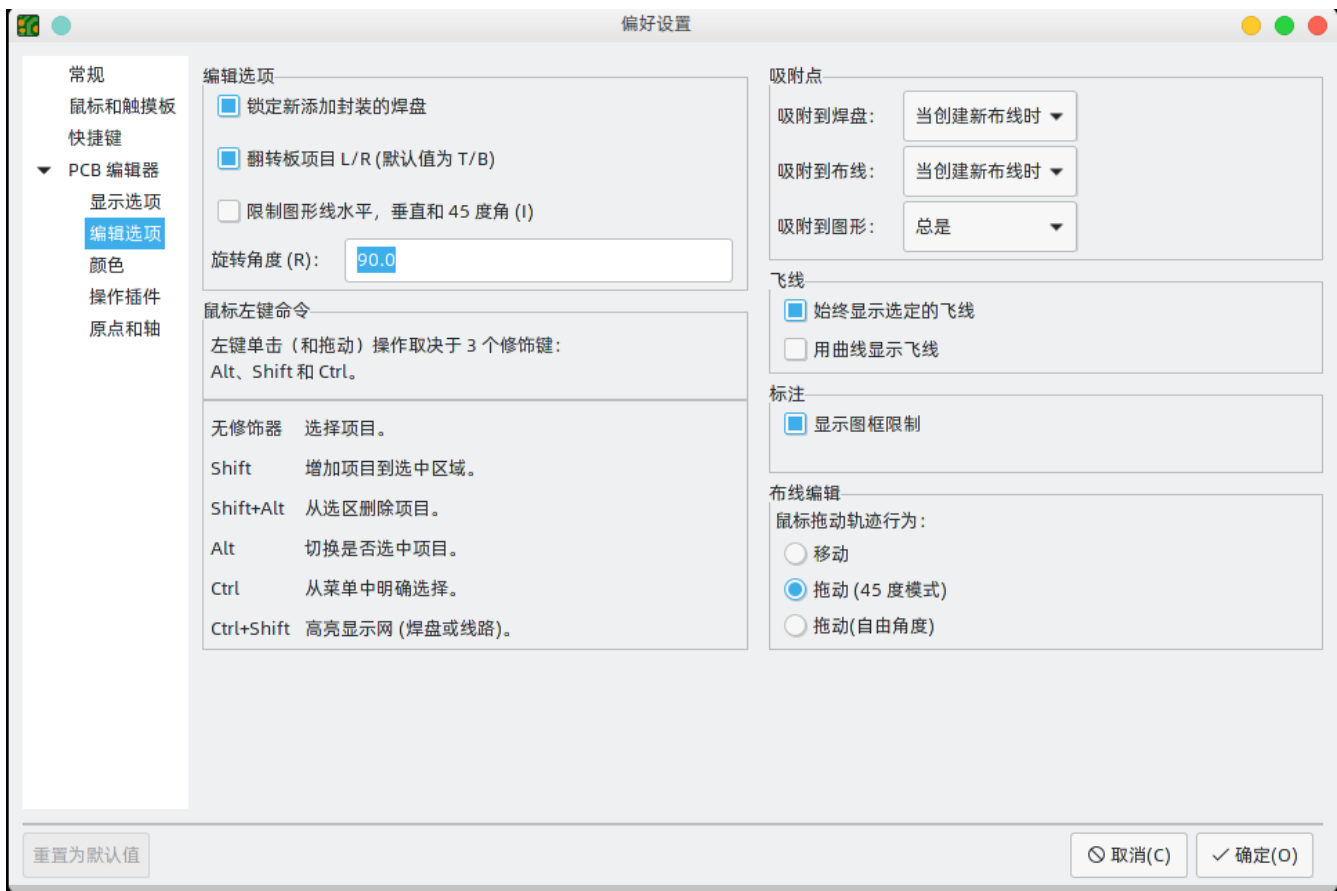 偏好设置
常规
鼠标和触摸板
快捷键
PCB 编辑器
显示选项
编辑选项
颜色
操作插件
原点和轴
编辑选项
锁定新添加封装的焊盘
翻转板项目 L/R (默认值为 T/B)
限制图形线水平，垂直和 45 度角 (I)
旋转角度 (R)： 90.0
鼠标左键命令
左键单击（和拖动）操作取决于 3 个修饰键：
Alt、Shift 和 Ctrl。
无修饰器 选择项目。
Shift 增加项目到选中区域。
Shift+Alt 从选区删除项目。
Alt 切换是否选中项目。
Ctrl 从菜单中明确选择。
Ctrl+Shift 高亮显示网 (焊盘或线路)。
吸附点
吸附到焊盘： 当创建新布线时
吸附到布线： 当创建新布线时
吸附到图形： 总是
飞线
始终显示选定的飞线
用曲线显示飞线
标注
显示图框限制
布线编辑
鼠标拖动轨迹行为：
移动
拖动 (45 度模式)
拖动(自由角度)
重置为默认值
取消(C)
确定(O)